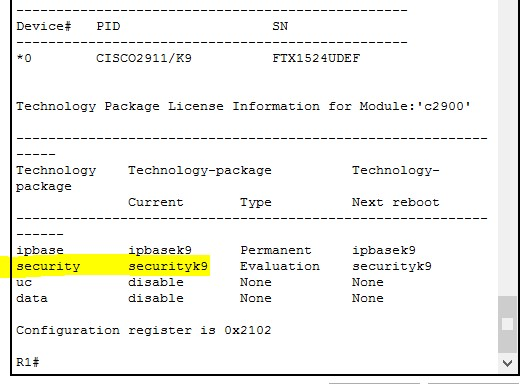 -------------------------------------------------
Device#   PID                   SN
-------------------------------------------------
*0        CISCO2911/K9          FTX1524UDEF
Technology Package License Information for Module:'c2900'
-----------------------------------------------------------
-----
Technology    Technology-package            Technology-
package
              Current       Type            Next reboot
-----------------------------------------------------------
------
ipbase        ipbasek9      Permanent       ipbasek9
security      securityk9    Evaluation      securityk9
uc            disable       None            None
data          disable       None            None
Configuration register is 0x2102
R1#